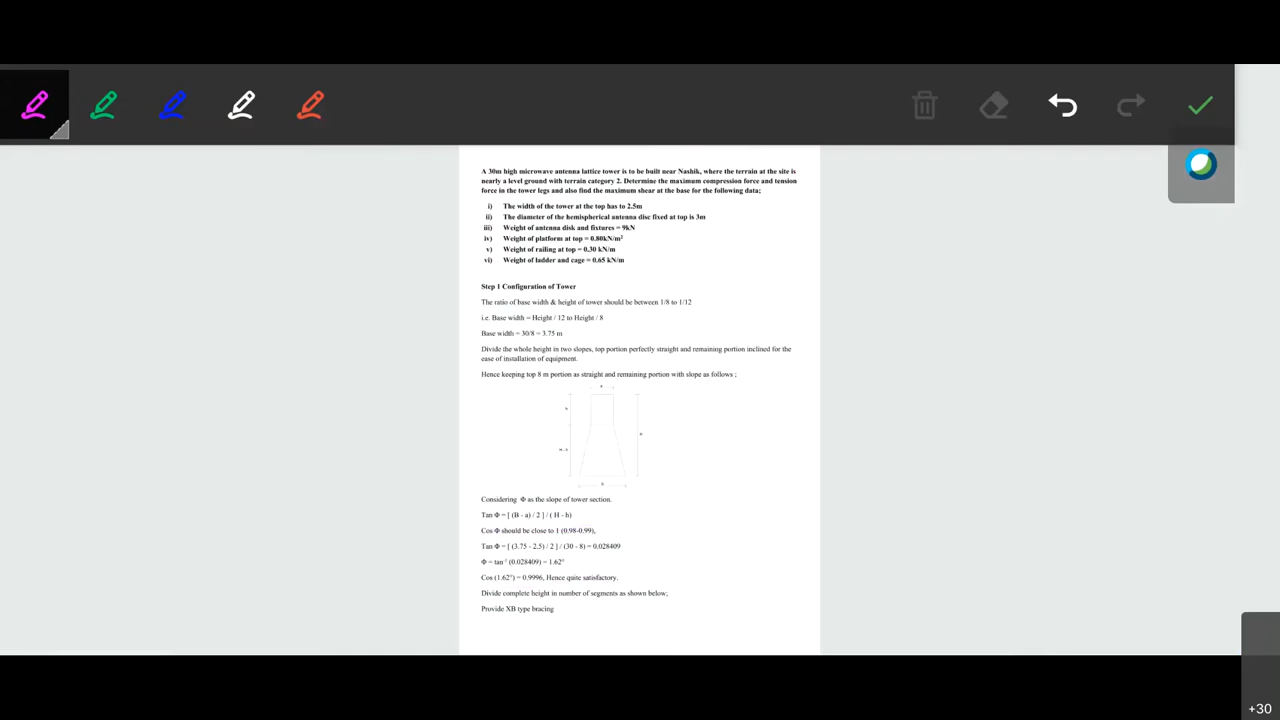 A 30m high microwave antenna lattice tower is to be built near Nashik, where the terrain at the site is
nearly a level ground with terrain category 2. Determine the maximum compression force and tension
force in the tower legs and also find the maximum shear at the base for the following data;
i) The width of the tower at the top has to 2.5m
ii) The diameter of the hemispherical antenna disc fixed at top is 3m
iii) Weight of antenna disk and fixtures = 9kN
iv) Weight of platform at top = 0.80kN/m²
v) Weight of railing at top = 0.30 kN/m
vi) Weight of ladder and cage = 0.65 kN/m
Step 1 Configuration of Tower
The ratio of base width & height of tower should be between 1/8 to 1/12
i.e. Base width = Height / 12 to Height / 8
Base width = 30/8 = 3.75 m
Divide the whole height in two slopes, top portion perfectly straight and remaining portion inclined for the
ease of installation of equipment.
Hence keeping top 8 m portion as straight and remaining portion with slope as follows ;
Considering Φ as the slope of tower section.
Tan Φ = [ (B - a) / 2 ] / ( H - h)
Cos Φ should be close to 1 (0.98-0.99),
Tan Φ = [ (3.75 - 2.5) / 2 ] / (30 - 8) = 0.028409
Φ = tan⁻¹ (0.028409) = 1.62°
Cos (1.62°) = 0.9996, Hence quite satisfactory.
Divide complete height in number of segments as shown below;
Provide XB type bracing
+30